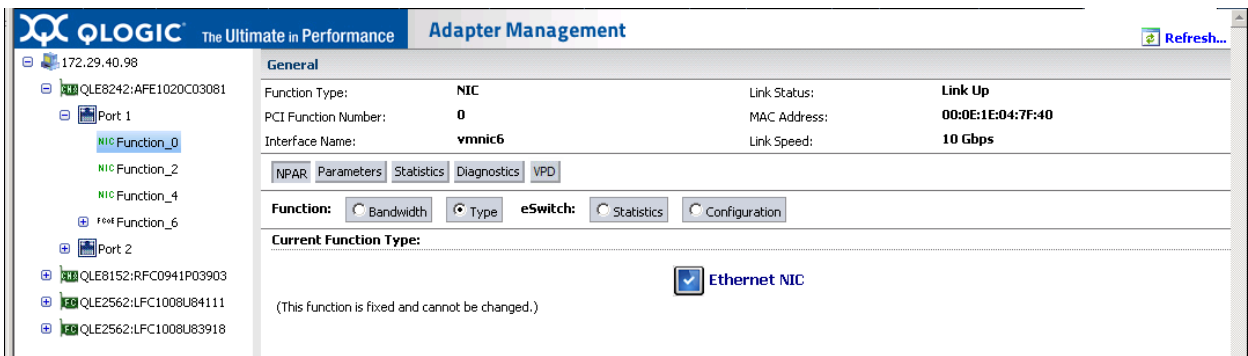 QLOGIC The Ultimate in Performance Adapter Management
Refresh...
172.29.40.98
QLE8242:AFE1020C03081
Port 1
NIC Function_0
NIC Function_2
NIC Function_4
FCoE Function_6
Port 2
QLE8152:RFC0941P03903
QLE2562:LFC1008U84111
QLE2562:LFC1008U83918
General
Function Type: NIC Link Status: Link Up
PCI Function Number: 0 MAC Address: 00:0E:1E:04:7F:40
Interface Name: vmnic6 Link Speed: 10 Gbps
NPAR Parameters Statistics Diagnostics VPD
Function: Bandwidth Type eSwitch: Statistics Configuration
Current Function Type:
Ethernet NIC
(This function is fixed and cannot be changed.)